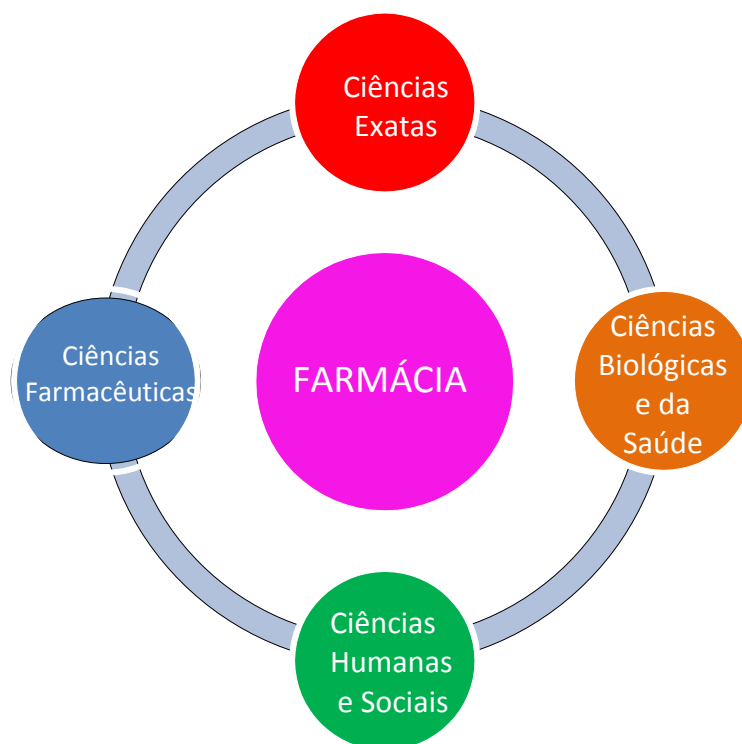 Ciências
Exatas
Ciências
Biológicas
e da
Saúde
Ciências
Farmacêuticas
FARMÁCIA
Ciências
Humanas
e Sociais